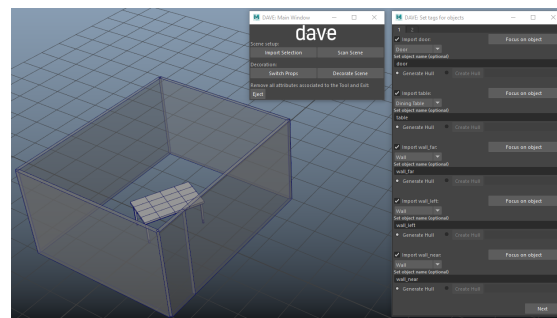 DAVE: Main Window
dave
Scene setup:
Import Selection
Scan Scene
Decoration:
Switch Props
Decorate Scene
Remove all attributes associated to the Tool and Exit
Eject
DAVE: Set tags for objects
1
Import door:
Focus on object
Door
Set object name (optional)
door
Generate Hull
Create Hull
Import table:
Focus on object
Dining Table
Set object name (optional)
table
Generate Hull
Create Hull
Import wall_far:
Focus on object
Wall
Set object name (optional)
wall_far
Generate Hull
Create Hull
Import wall_left:
Focus on object
Wall
Set object name (optional)
wall_left
Generate Hull
Create Hull
Import wall_near:
Focus on object
Wall
Set object name (optional)
wall_near
Generate Hull
Create Hull
Next